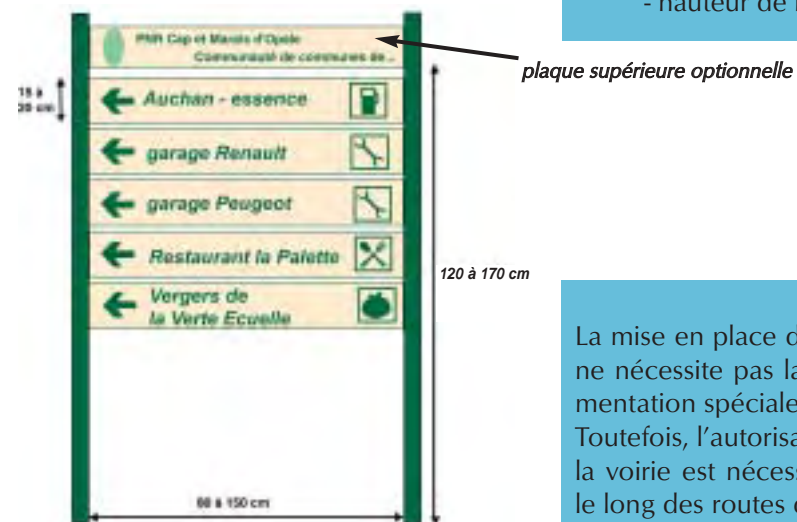 - hauteur de
PNR Cap et Marais d'Opale
Communauté de communes de...
plaque supérieure optionnelle
15 à
20 cm
Auchan - essence
garage Renault
garage Peugeot
Restaurant la Palette
120 à 170 cm
Vergers de
la Verte Ecuelle
La mise en place d
ne nécessite pas la
mentation spéciale
Toutefois, l'autorisa
la voirie est nécess
le long des routes
à 150 cm